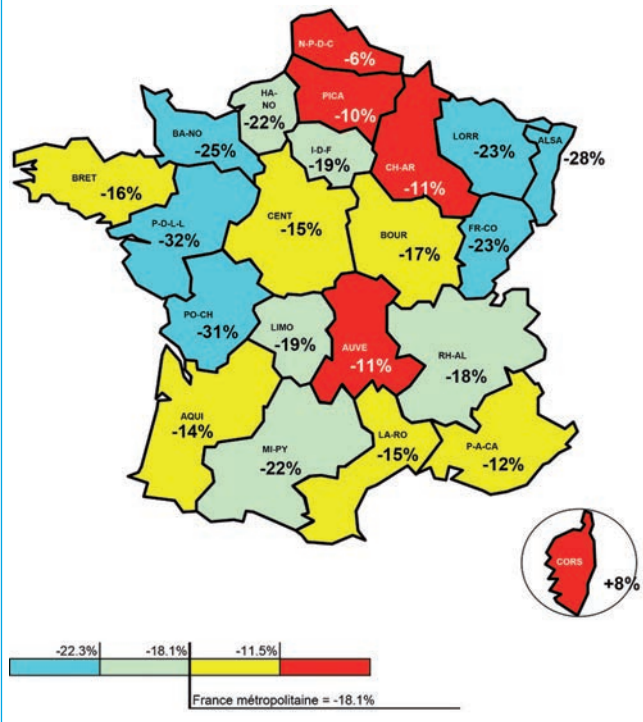 N-P-D-C
-6%
HA-
NO
-22%
PICA
-10%
BA-NO
-25%
I-D-F
-19%
CH-AR
-11%
LORR
-23%
ALSA
-28%
BRET
-16%
P-D-L-L
-32%
CENT
-15%
BOUR
-17%
FR-CO
-23%
PO-CH
-31%
LIMO
-19%
AUVE
-11%
RH-AL
-18%
AQUI
-14%
MI-PY
-22%
LA-RO
-15%
P-A-CA
-12%
CORS
+8%
-22.3% -18.1% -11.5%
France métropolitaine = -18.1%